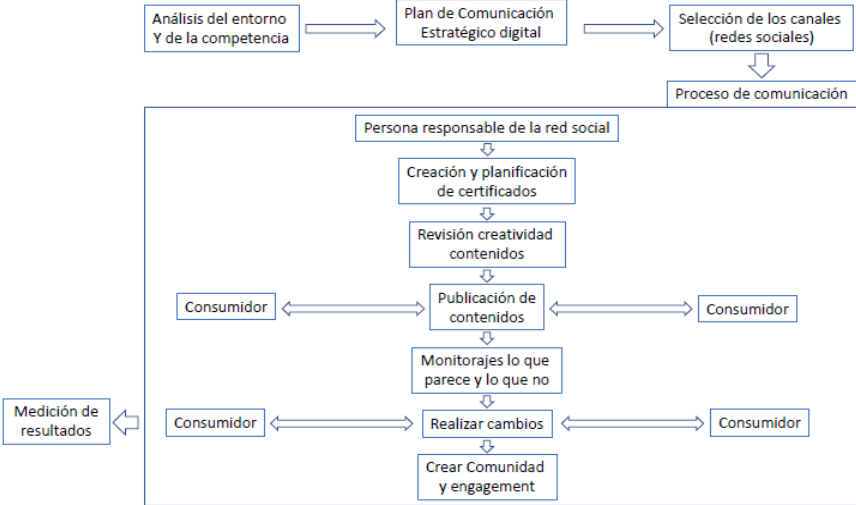 Análisis del entorno
Y de la competencia
Plan de Comunicación
Estratégico digital
Selección de los canales
(redes sociales)
Proceso de comunicación
Persona responsable de la red social
Creación y planificación
de certificados
Revisión creatividad
contenidos
Consumidor
Publicación de
contenidos
Consumidor
Monitorajes lo que
parece y lo que no
Medición de
resultados
Consumidor
Realizar cambios
Consumidor
Crear Comunidad
y engagement